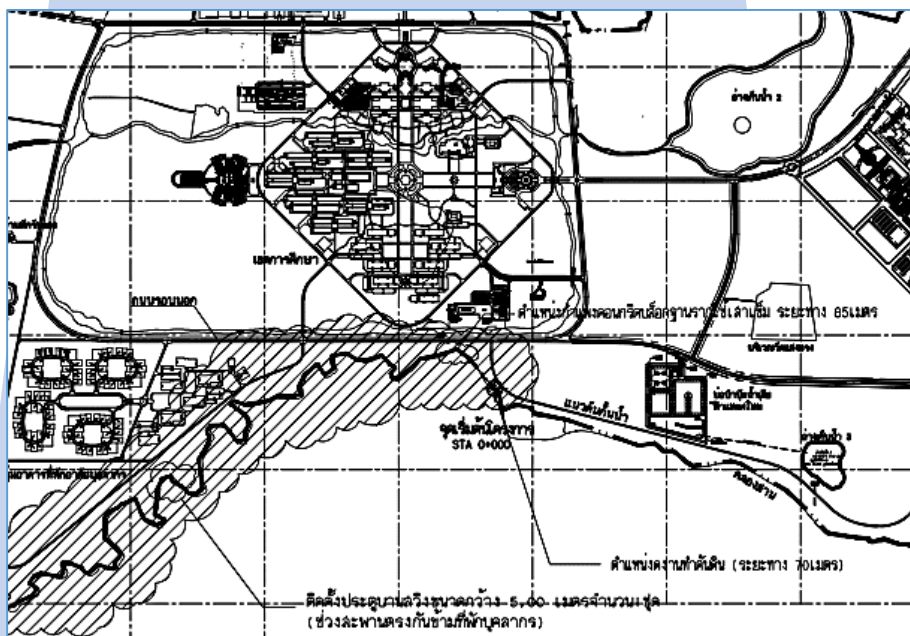 อ่างเก็บน้ำ 2
เขตการศึกษา
ถนนรอบนอก
ตำแหน่งกำแพงคอนกรีตบล็อคฐานรากใช้เสาเข็ม ระยะทาง 85เมตร
บ่อบำบัดน้ำเสีย
แนวคันกั้นน้ำ
จุดเริ่มต้นโครงการ
STA 0+000
อ่างเก็บน้ำ 3
ตำแหน่งงานทำคันดิน (ระยะทาง 70เมตร)
ติดตั้งประตูบานสวิงขนาดกว้าง 5.00 เมตรจำนวน1ชุด
(ช่วงสะพานตรงกันข้ามที่พักบุคลากร)